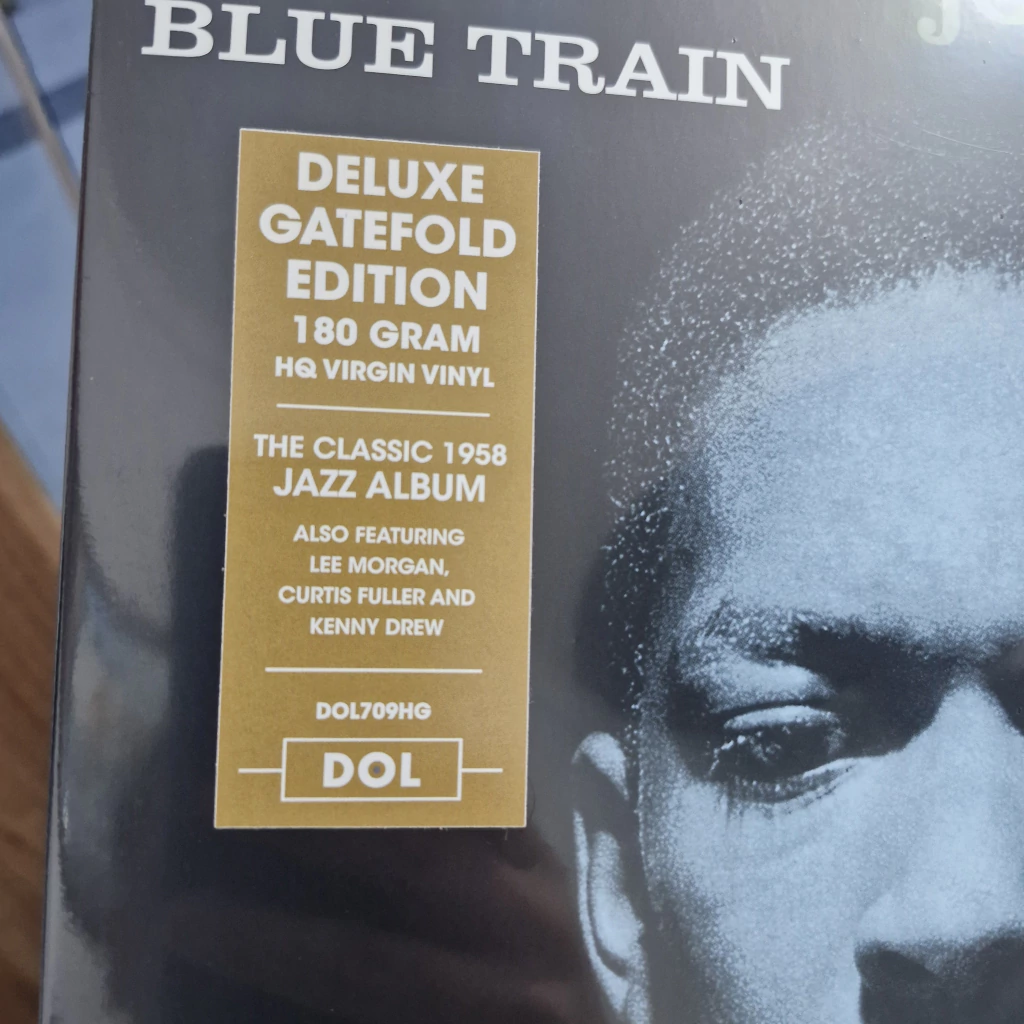 BLUE TRAIN
DELUXE
GATEFOLD
EDITION
180 GRAM
HQ VIRGIN VINYL
THE CLASSIC 1958
JAZZ ALBUM
ALSO FEATURING
LEE MORGAN,
CURTIS FULLER AND
KENNY DREW
DOL709HG
DOL